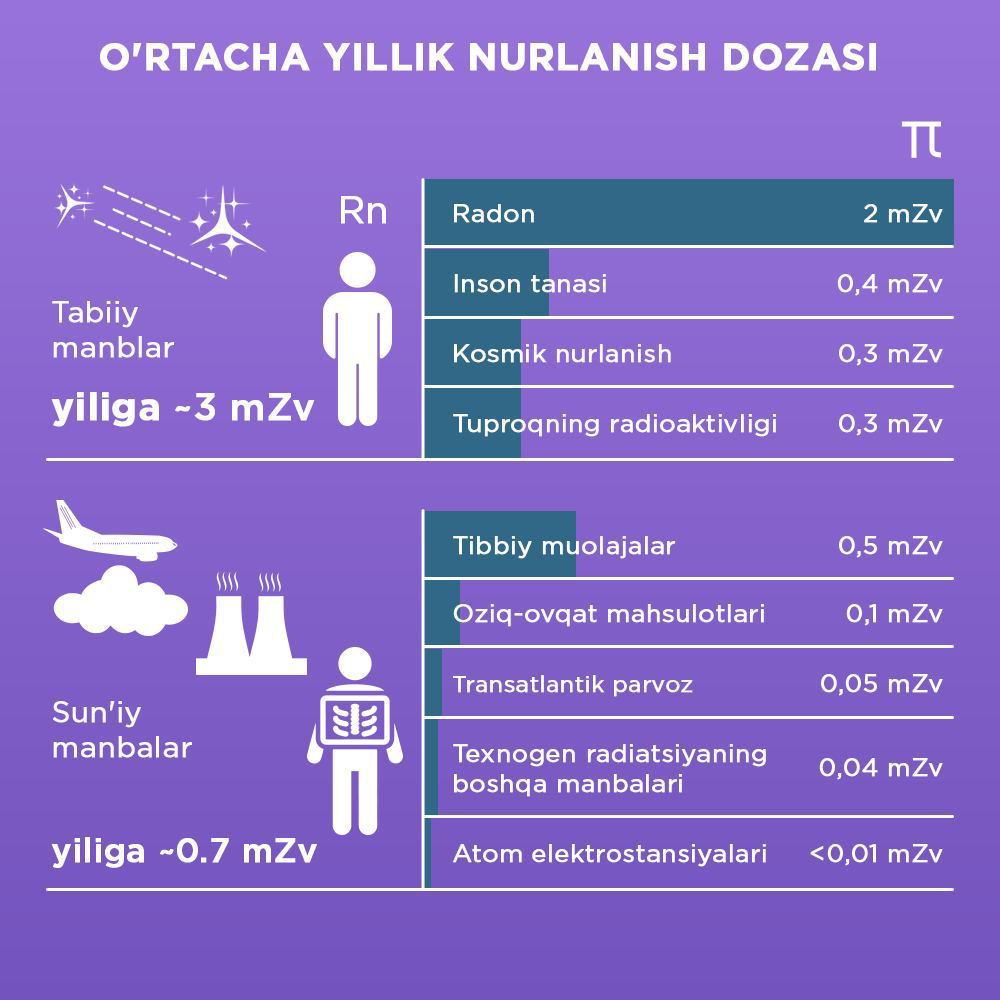 O'RTACHA YILLIK NURLANISH DOZASI
π
Rn
Tabiiy
manblar
yiliga ~3 mZv
Radon 2 mZv
Inson tanasi 0,4 mZv
Kosmik nurlanish 0,3 mZv
Tuproqning radioaktivligi 0,3 mZv
Sun'iy
manbalar
yiliga ~0.7 mZv
Tibbiy muolajalar 0,5 mZv
Oziq-ovqat mahsulotlari 0,1 mZv
Transatlantik parvoz 0,05 mZv
Texnogen radiatsiyaning
boshqa manbalari 0,04 mZv
Atom elektrostansiyalari <0,01 mZv